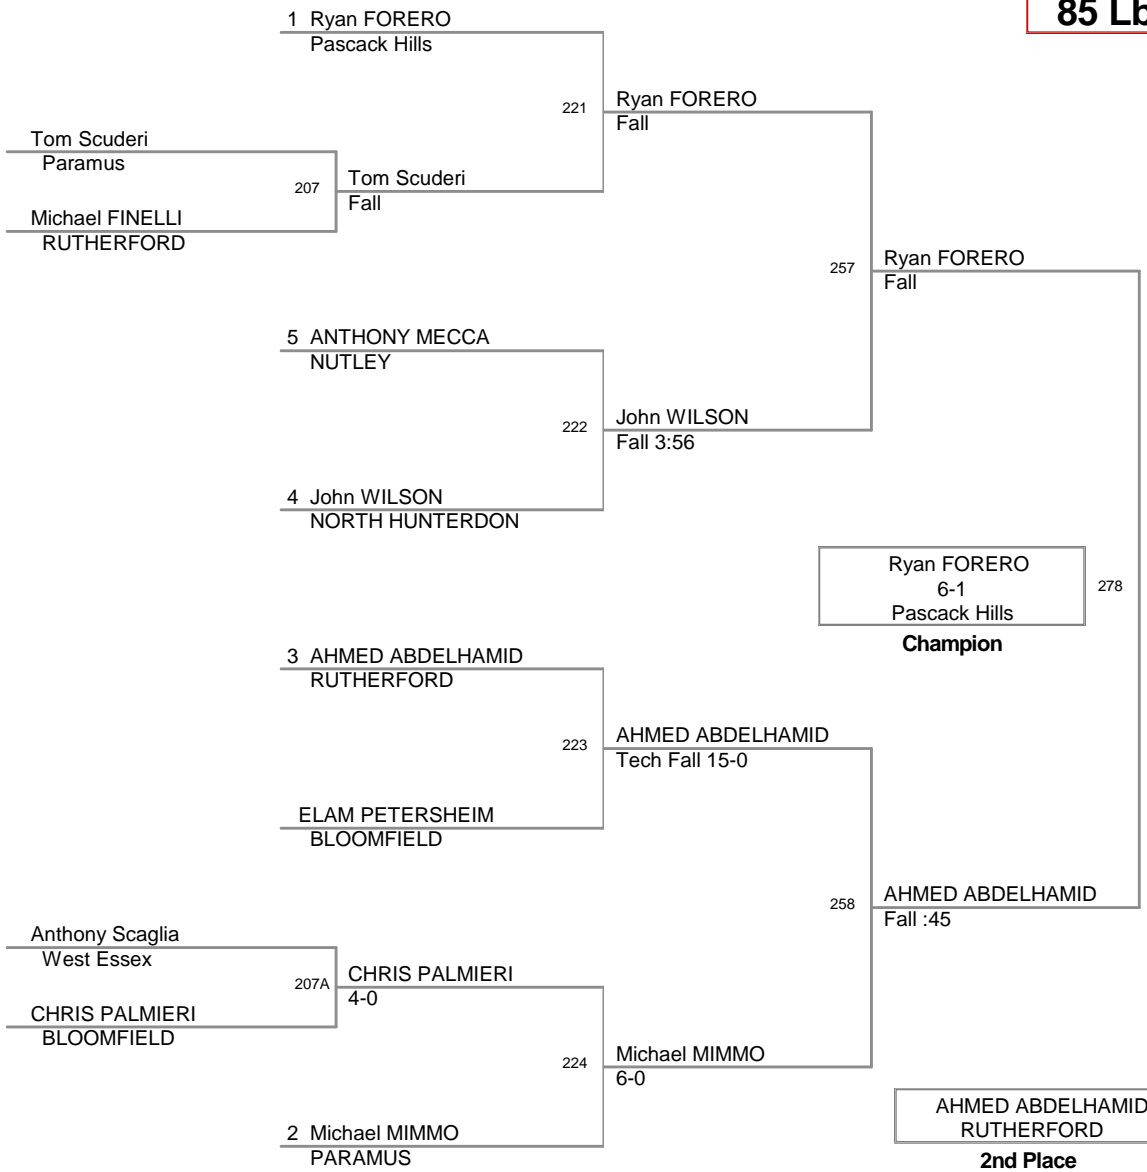 85 Lb
1 Ryan FORERO
Pascack Hills
221
Ryan FORERO
Fall
Tom Scuderi
Paramus
207
Tom Scuderi
Fall
Michael FINELLI
RUTHERFORD
257
Ryan FORERO
Fall
5 ANTHONY MECCA
NUTLEY
222
John WILSON
Fall 3:56
4 John WILSON
NORTH HUNTERDON
Ryan FORERO
6-1
Pascack Hills
278
Champion
3 AHMED ABDELHAMID
RUTHERFORD
223
AHMED ABDELHAMID
Tech Fall 15-0
ELAM PETERSHEIM
BLOOMFIELD
258
AHMED ABDELHAMID
Fall :45
Anthony Scaglia
West Essex
207A
CHRIS PALMIERI
4-0
CHRIS PALMIERI
BLOOMFIELD
224
Michael MIMMO
6-0
2 Michael MIMMO
PARAMUS
AHMED ABDELHAMID
RUTHERFORD
2nd Place